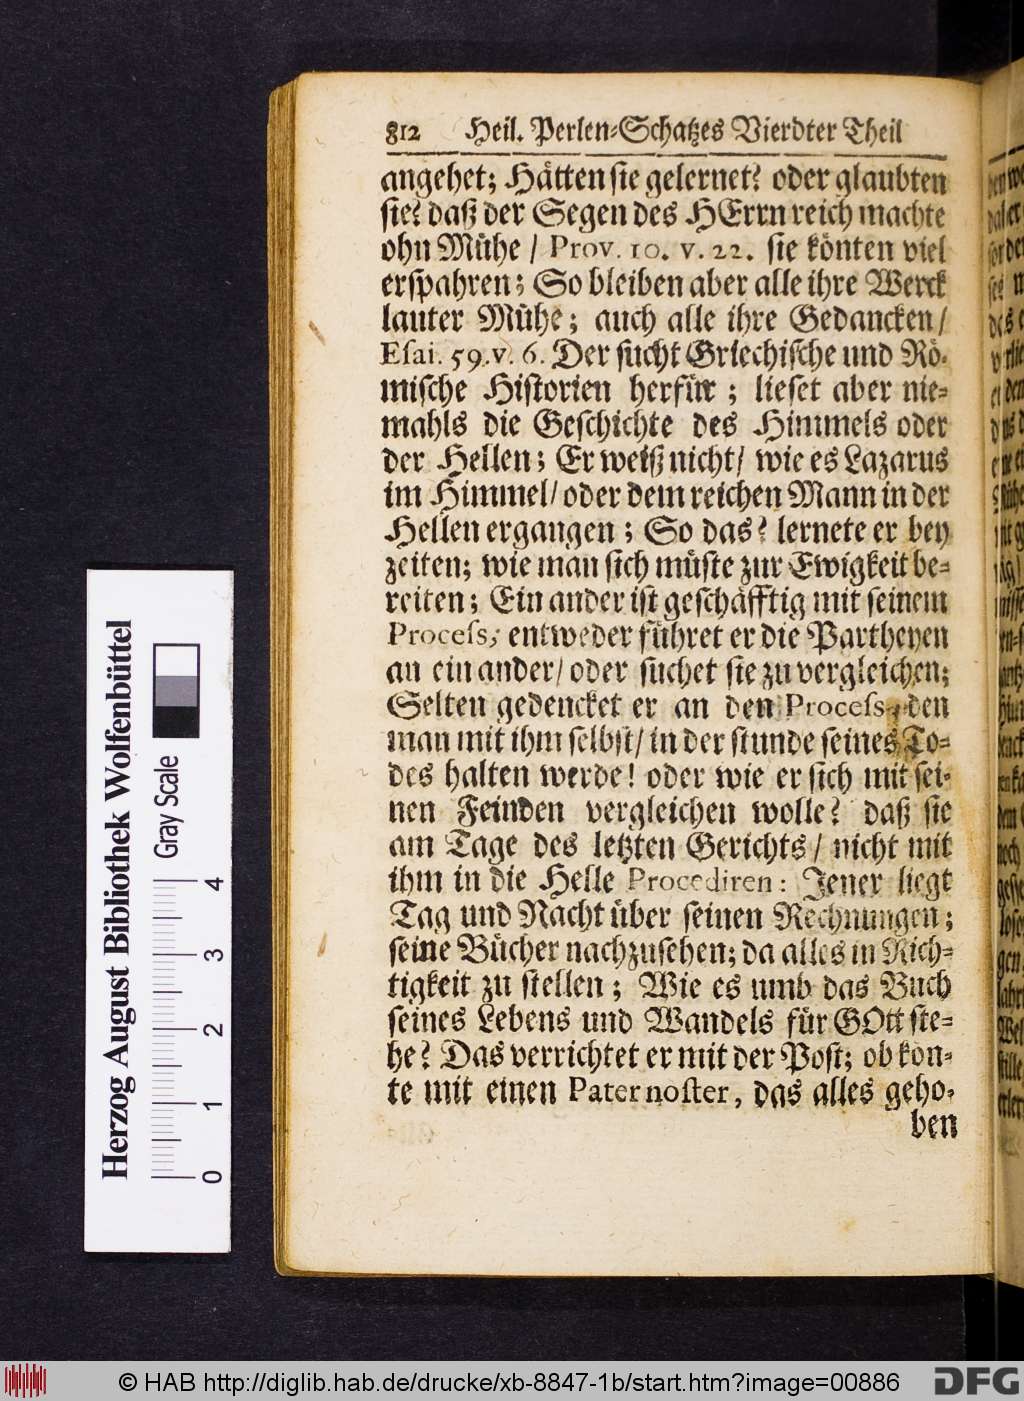 812 Heil. Perlen-Schatzes Vierdter Theil
angehet; Hätten sie gelernet? oder glaubten
sie? daß der Segen des HErrn reich machte
ohn Mühe / Prov. 10. v. 22. sie könten viel
erspahren; So bleiben aber alle ihre Werck
lauter Mühe; auch alle ihre Gedancken/
Esai. 59. v. 6. Der sucht Griechische und Rö-
mische Historien herfür; lieset aber nie-
mahls die Geschichte des Himmels oder
der Hellen; Er weiß nicht/ wie es Lazarus
im Himmel/ oder dem reichen Mann in der
Hellen ergangen; So das? lernete er bey
zeiten; wie man sich müste zur Ewigkeit be-
reiten; Ein ander ist geschäfftig mit seinem
Process, entweder führet er die Partheyen
an ein ander/ oder suchet sie zu vergleichen;
Selten gedencket er an den Process, den
man mit ihm selbst/ in der stunde seines To-
des halten werde! oder wie er sich mit sei-
nen Feinden vergleichen wolle? daß sie
am Tage des letzten Gerichts/ nicht mit
ihm in die Helle Procediren: Jener liegt
Tag und Nacht über seinen Rechnungen;
seine Bücher nachzusehen; da alles in Rich-
tigkeit zu stellen; Wie es umb das Buch
seines Lebens und Wandels für GOtt ste-
he? Das verrichtet er mit der Post; ob kon-
te mit einen Pater noster, das alles geho-
ben
Herzog August Bibliothek Wolfenbüttel
Gray Scale
0 1 2 3 4
© HAB http://diglib.hab.de/drucke/xb-8847-1b/start.htm?image=00886
DFG